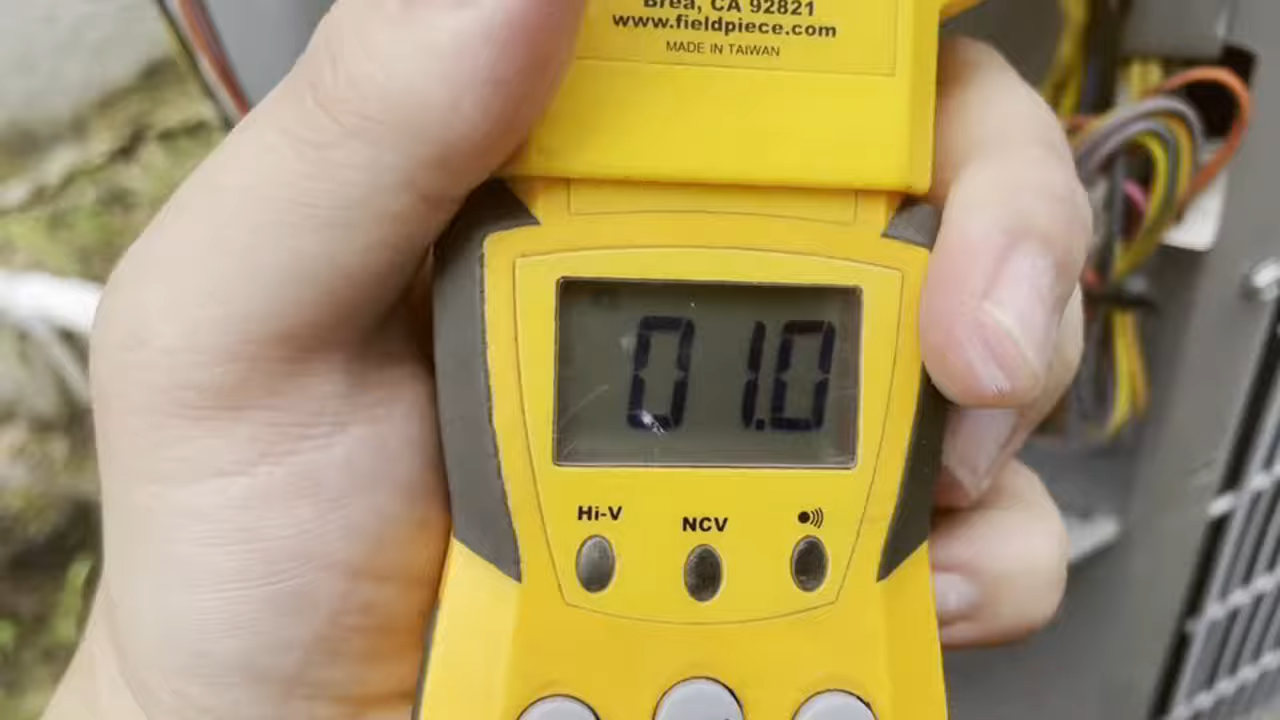 Brea, CA 92821
www.fieldpiece.com
MADE IN TAIWAN
01.0
Hi-V
NCV